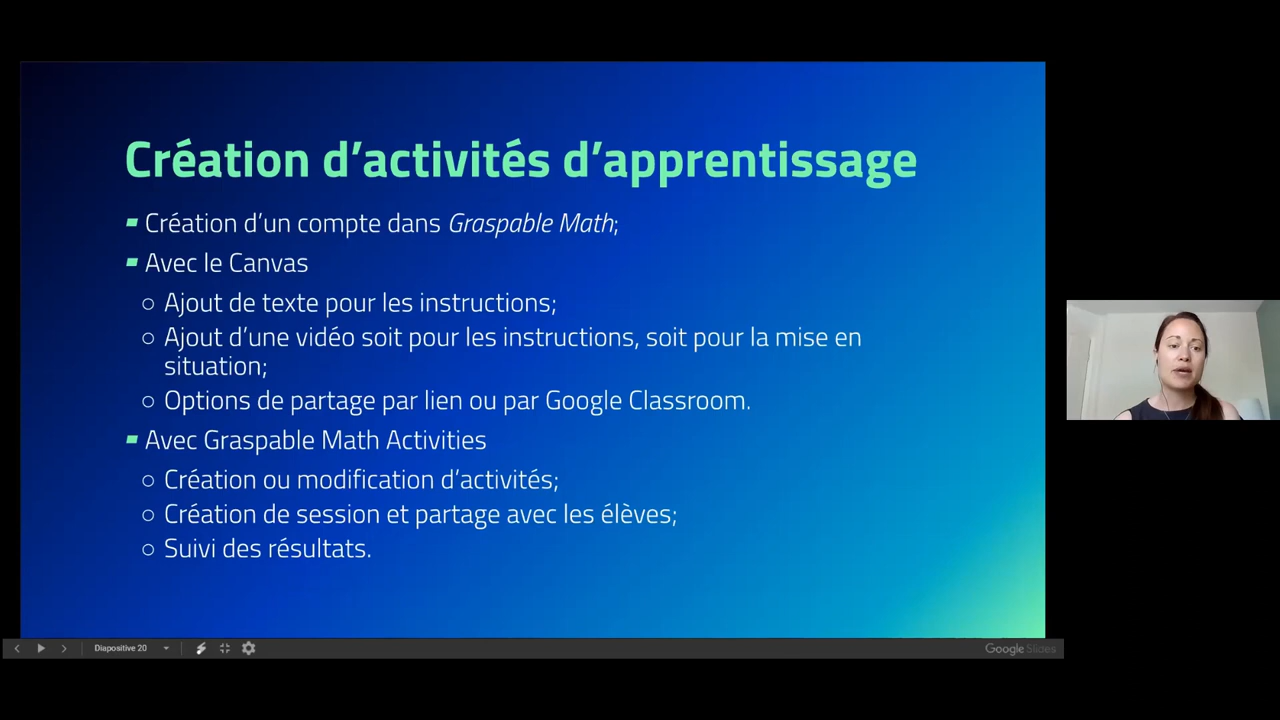 Création d’activités d’apprentissage
Création d’un compte dans Graspable Math;
Avec le Canvas
Ajout de texte pour les instructions;
Ajout d’une vidéo soit pour les instructions, soit pour la mise en
situation;
Options de partage par lien ou par Google Classroom.
Avec Graspable Math Activities
Création ou modification d’activités;
Création de session et partage avec les élèves;
Suivi des résultats.
Diapositive 20
Google Slides